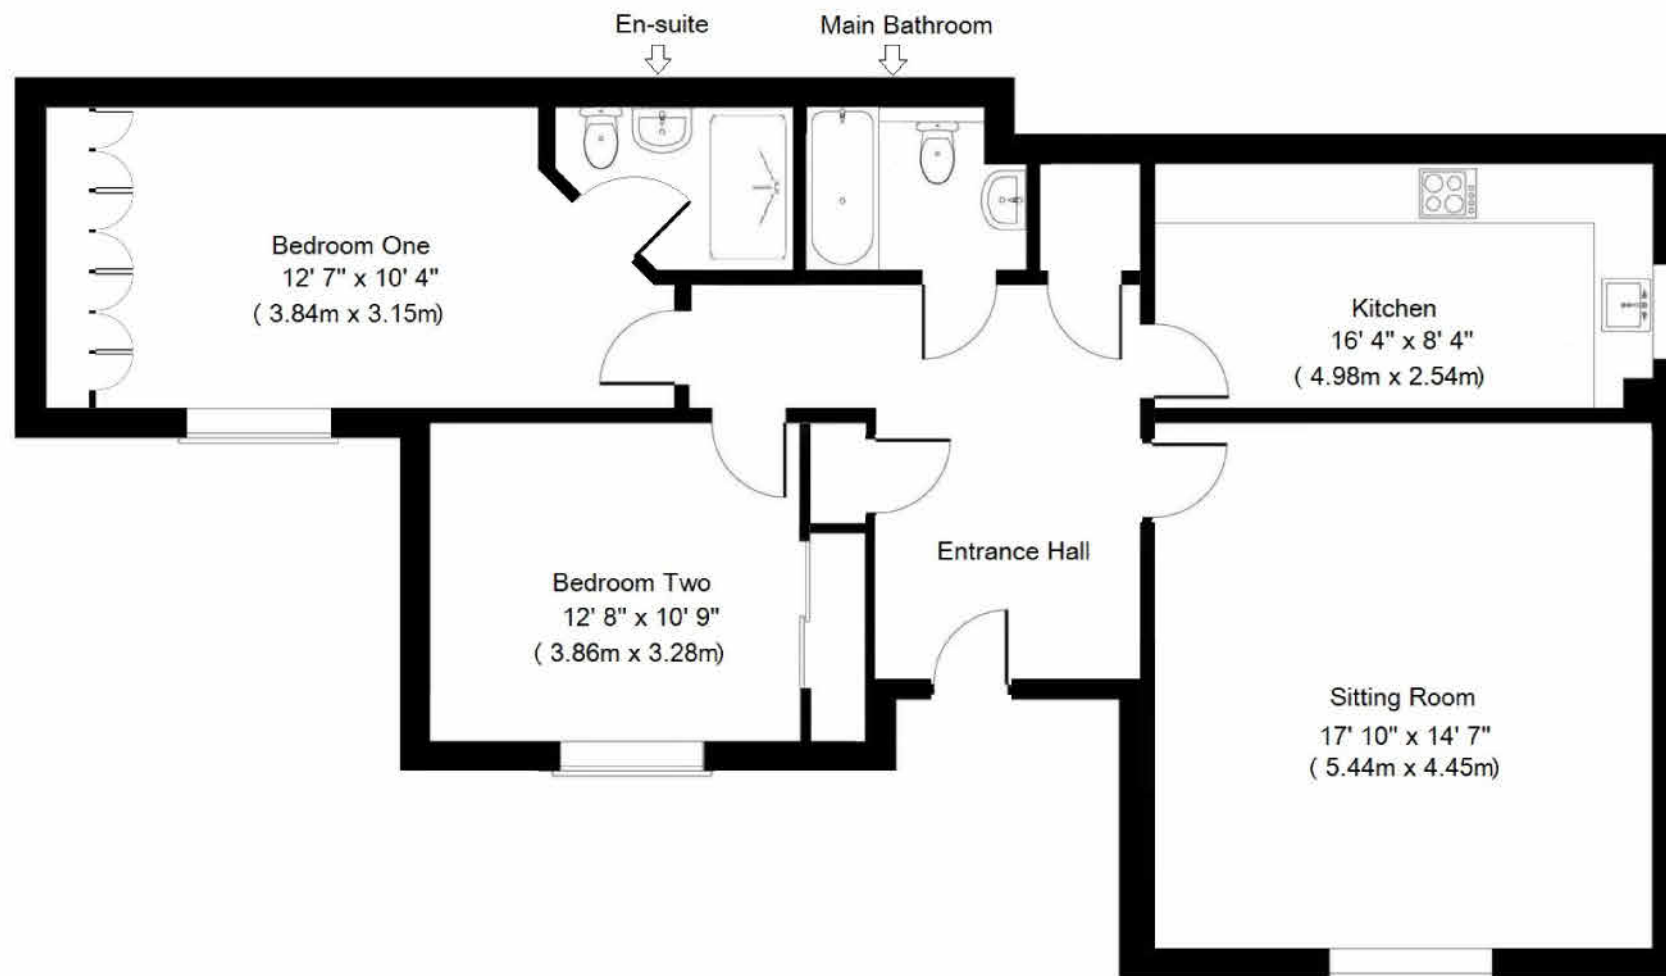 En-suite
Main Bathroom
Bedroom One
12' 7" x 10' 4"
( 3.84m x 3.15m)
Kitchen
16' 4" x 8' 4"
( 4.98m x 2.54m)
Entrance Hall
Bedroom Two
12' 8" x 10' 9"
( 3.86m x 3.28m)
Sitting Room
17' 10" x 14' 7"
( 5.44m x 4.45m)